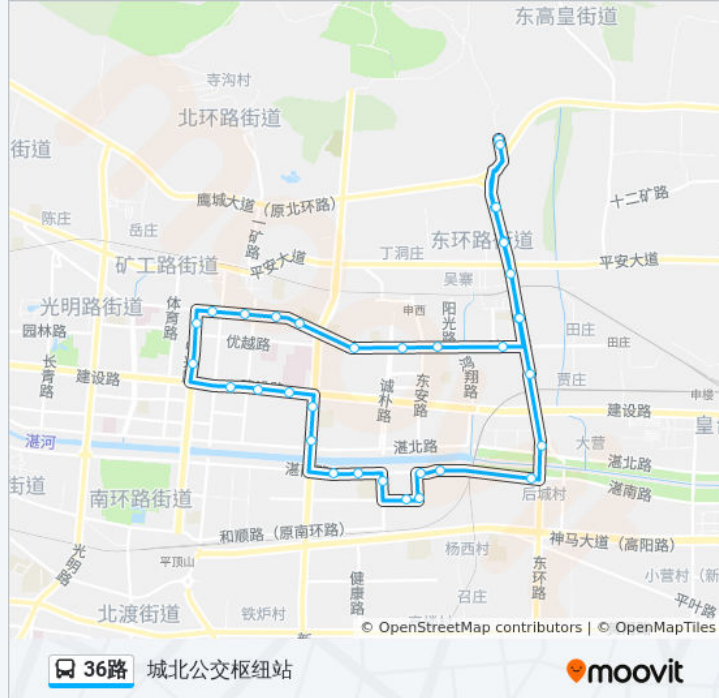 东高皇街道
寺沟村
北环路街道
街道
鹰城大道（原北环路）
十二矿路
陈庄
岳庄
一矿路
丁洞庄
东环路街道
平安大道
平安大道
矿工路街道
吴寨
光明路街道
体育路
申西
阳光路
田庄
园林路
优越路
田庄
长青路
建设路
诚朴路
东安路
鸿翔路
贾庄
申楼
建设路
湛河
湛北路
大营
湛北路
街道
南环路街道
后城村
湛南路
和顺路（原南环路）
杨西村
神马大道（高阳路）
光明路
平顶山
健康路
东环路
小营村（新
召庄
平叶路
北渡街道
铁炉村
© OpenStreetMap contributors | © OpenMapTiles
36路 城北公交枢纽站
moovit